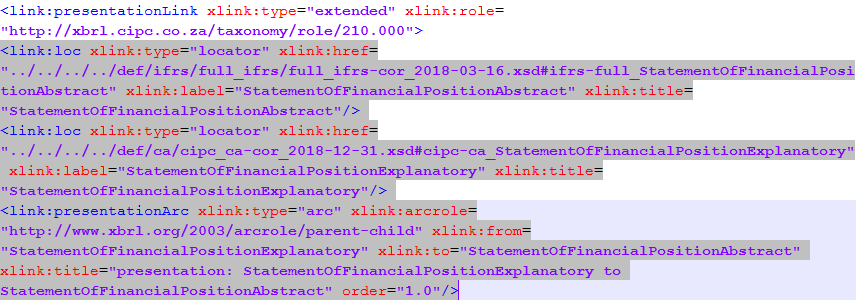 <link:presentationLink xlink:type="extended" xlink:role=
"http://xbrl.cipc.co.za/taxonomy/role/210.000">
<link:loc xlink:type="locator" xlink:href=
"../../../../def/ifrs/full_ifrs/full_ifrs-cor_2018-03-16.xsd#ifrs-full_StatementOfFinancialPosi
tionAbstract" xlink:label="StatementOfFinancialPositionAbstract" xlink:title=
"StatementOfFinancialPositionAbstract"/>
<link:loc xlink:type="locator" xlink:href=
"../../../../def/ca/cipc_ca-cor_2018-12-31.xsd#cipc-ca_StatementOfFinancialPositionExplanatory"
xlink:label="StatementOfFinancialPositionExplanatory" xlink:title=
"StatementOfFinancialPositionExplanatory"/>
<link:presentationArc xlink:type="arc" xlink:arcrole=
"http://www.xbrl.org/2003/arcrole/parent-child" xlink:from=
"StatementOfFinancialPositionExplanatory" xlink:to="StatementOfFinancialPositionAbstract"
xlink:title="presentation: StatementOfFinancialPositionExplanatory to
StatementOfFinancialPositionAbstract" order="1.0"/>